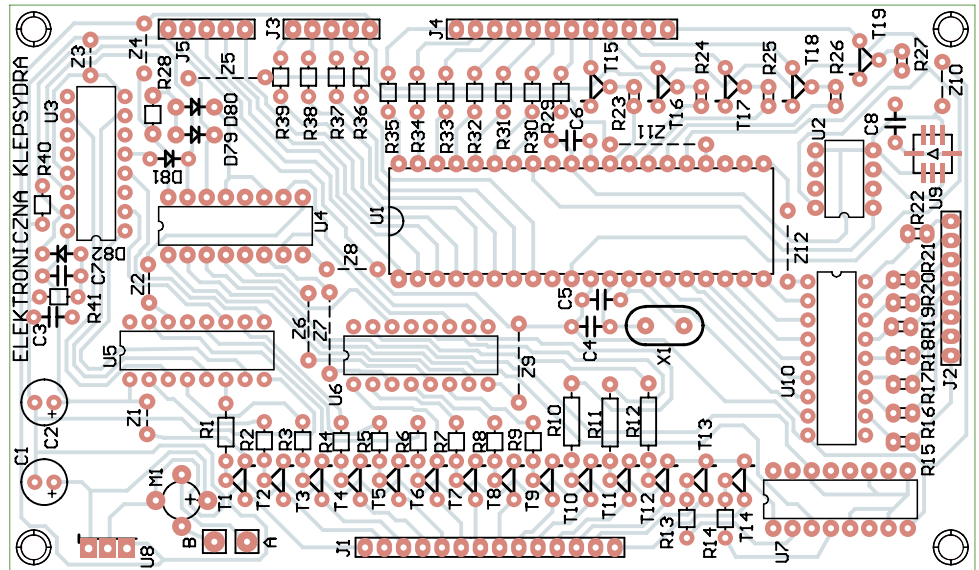 ELEKTRONICZNA KLEPSYDRA
Z3
Z4
J5
Z5
J3
J4
T15
R24
R25
T18
R26
T19
R27
Z10
U3
R28
D80
D79
D81
R40
R39
R38
R37
R36
R35
R34
R33
R32
R31
R30
R29
C6
R23
Z11
T16
T17
U2
C8
U9
U4
U1
Z12
R22
D82
C7
R41
C3
Z2
Z8
Z6
Z7
C5
C4
X1
R21
R20
R19
R18
R17
R16
R15
J2
U5
U6
Z9
U10
C2
Z1
R1
R2
R3
R4
R5
R6
R7
R8
R9
R10
R11
R12
T13
C1
M1
T1
T2
T3
T4
T5
T6
T7
T8
T9
T10
T11
T12
R13
R14
T14
U7
U8
B
A
J1